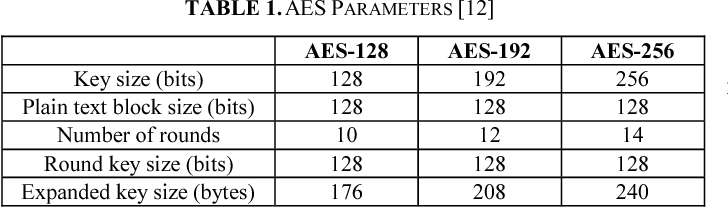 TABLE 1. AES PARAMETERS [12]
AES-128 AES-192 AES-256
Key size (bits) 128 192 256
Plain text block size (bits) 128 128 128
Number of rounds 10 12 14
Round key size (bits) 128 128 128
Expanded key size (bytes) 176 208 240